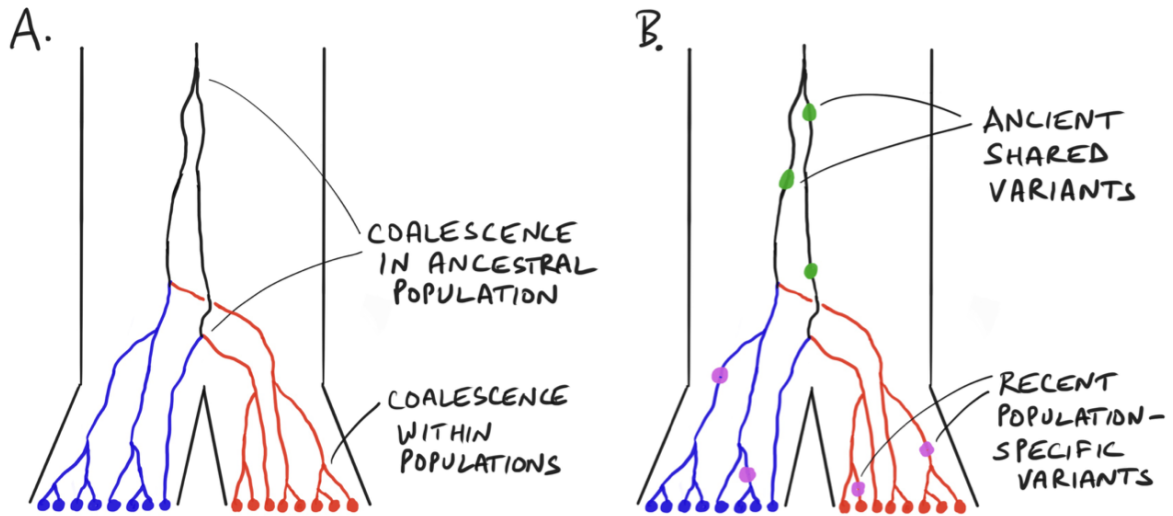 A.
COALESCENCE
IN ANCESTRAL
POPULATION
COALESCENCE
WITHIN
POPULATIONS
B.
ANCIENT
SHARED
VARIANTS
RECENT
POPULATION-
SPECIFIC
VARIANTS